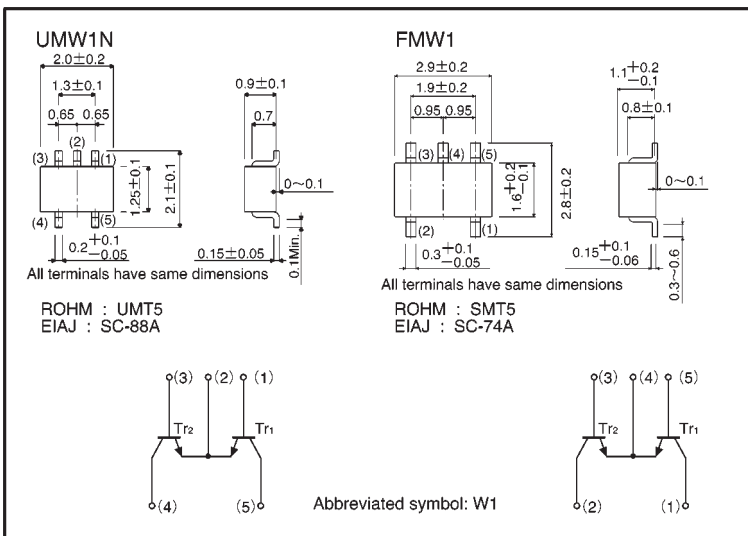 UMW1N
2.0±0.2
1.3±0.1
0.65 0.65
(3) (2) (1)
(4) (5)
1.25±0.1
2.1±0.1
0.2 +0.1 −0.05
0.9±0.1
0.7
0~0.1
0.15±0.05
0.1Min.
All terminals have same dimensions
ROHM : UMT5
EIAJ : SC-88A
FMW1
2.9±0.2
1.9±0.2
0.95 0.95
(3) (4) (5)
(2) (1)
1.6 +0.2 −0.1
2.8±0.2
0.3 +0.1 −0.05
1.1 +0.2 −0.1
0.8±0.1
0~0.1
0.15 +0.1 −0.06
0.3~0.6
All terminals have same dimensions
ROHM : SMT5
EIAJ : SC-74A
(3) (2) (1)
Tr2 Tr1
(4) (5)
Abbreviated symbol: W1
(3) (4) (5)
Tr2 Tr1
(2) (1)